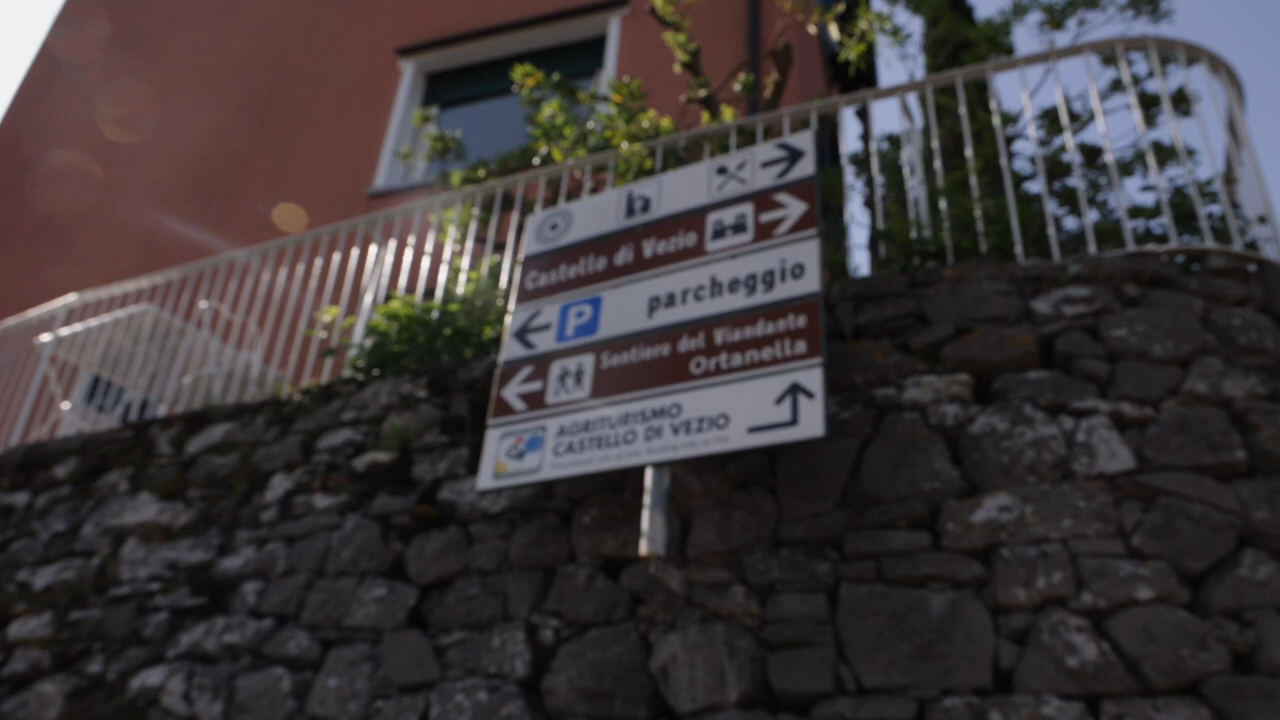 Castello di Vezio
P parcheggio
Sentiero del Viandante
Ortanella
AGRITURISMO
CASTELLO DI VEZIO